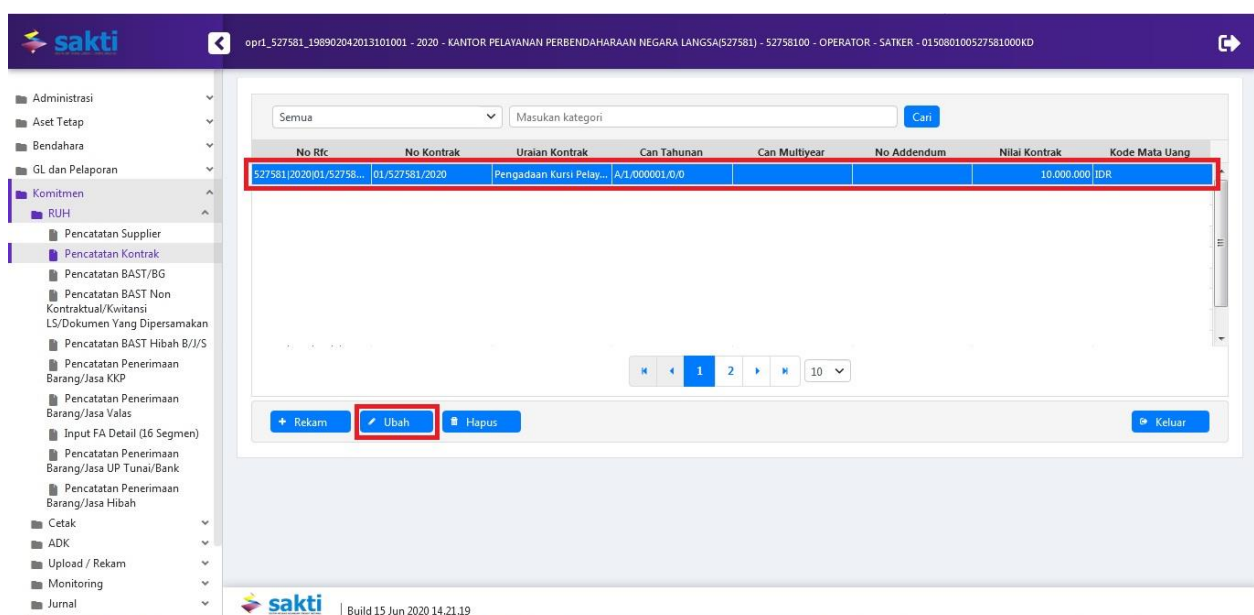 sakti
opr1_527581_198902042013101001 - 2020 - KANTOR PELAYANAN PERBENDAHARAAN NEGARA LANGSA(527581) - 52758100 - OPERATOR - SATKER - 015080100527581000KD
Administrasi
Aset Tetap
Bendahara
GL dan Pelaporan
Komitmen
RUH
Pencatatan Supplier
Pencatatan Kontrak
Pencatatan BAST/BG
Pencatatan BAST Non
Kontraktual/Kwitansi
LS/Dokumen Yang Dipersamakan
Pencatatan BAST Hibah B/J/S
Pencatatan Penerimaan
Barang/Jasa KKP
Pencatatan Penerimaan
Barang/Jasa Valas
Input FA Detail (16 Segmen)
Pencatatan Penerimaan
Barang/Jasa UP Tunai/Bank
Pencatatan Penerimaan
Barang/Jasa Hibah
Cetak
ADK
Upload / Rekam
Monitoring
Jurnal
Semua Masukan kategori Cari
No Rfc No Kontrak Uraian Kontrak Can Tahunan Can Multiyear No Addendum Nilai Kontrak Kode Mata Uang
527581|2020|01/52758... 01/527581/2020 Pengadaan Kursi Pelay... A/1/000001/0/0 10.000.000 IDR
1 2 10
+ Rekam Ubah Hapus Keluar
sakti | Build 15 Jun 2020 14.21.19